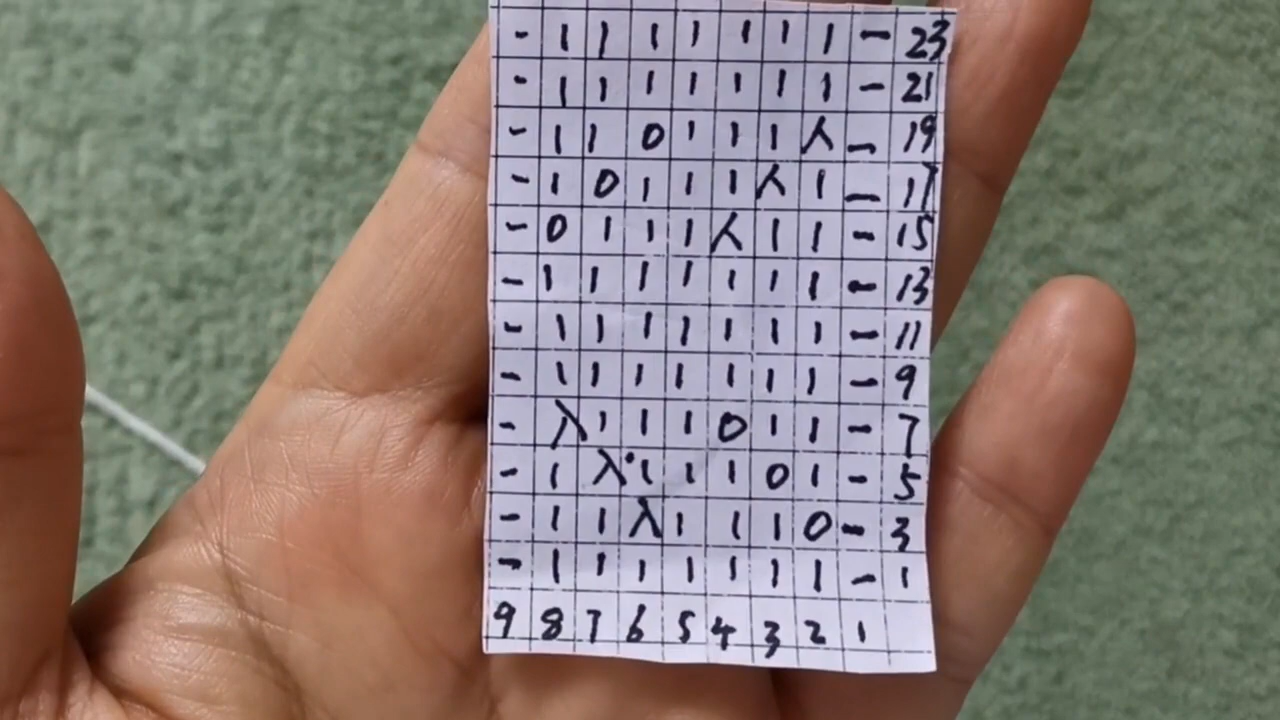 - 1 1 1 1 1 1 1 - 23
- 1 1 1 1 1 1 1 - 21
- 1 1 0 1 1 1 人 - 19
- 1 0 1 1 1 人 1 - 17
- 0 1 1 1 人 1 1 - 15
- 1 1 1 1 1 1 1 - 13
- 1 1 1 1 1 1 1 - 11
- 1 1 1 1 1 1 1 - 9
- λ 1 1 1 0 1 1 - 7
- 1 λ 1 1 1 0 1 - 5
- 1 1 λ 1 1 1 0 - 3
- 1 1 1 1 1 1 1 - 1
9 8 7 6 5 4 3 2 1